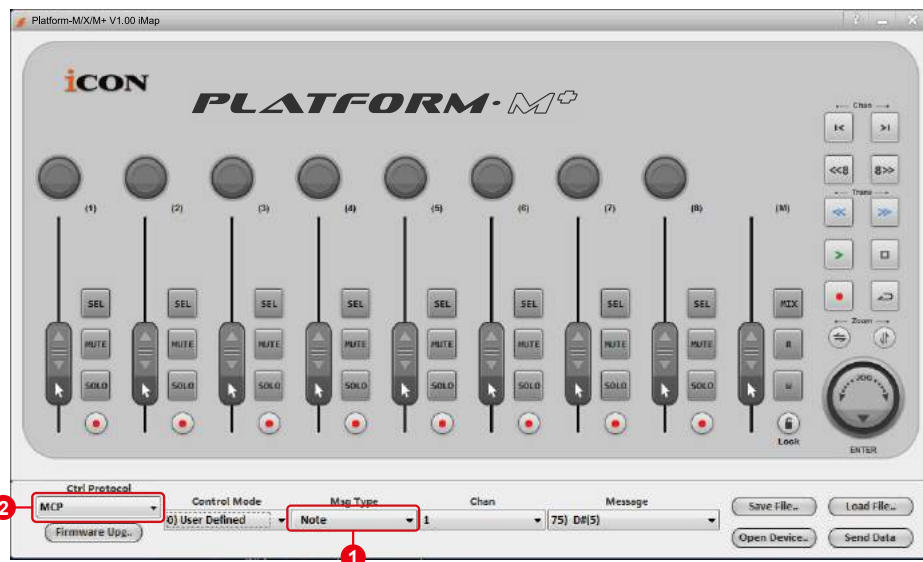 Platform-M/X/M+ V1.00 iMap
iCON
PLATFORM·M+
Chan
I< >I
<<8 8>>
Trans
(1) (2) (3) (4) (5) (6) (7) (8) (M)
SEL SEL SEL SEL SEL SEL SEL SEL MIX
Zoom
MUTE MUTE MUTE MUTE MUTE MUTE MUTE MUTE R
SOLO SOLO SOLO SOLO SOLO SOLO SOLO SOLO W
JOG
Lock
ENTER
Ctrl Protocol
Control Mode Msg Type Chan Message
2 MCP 0) User Defined Note 1 75) D#(5)
Save File.. Load File..
Firmware Upg.. Open Device.. Send Data
1